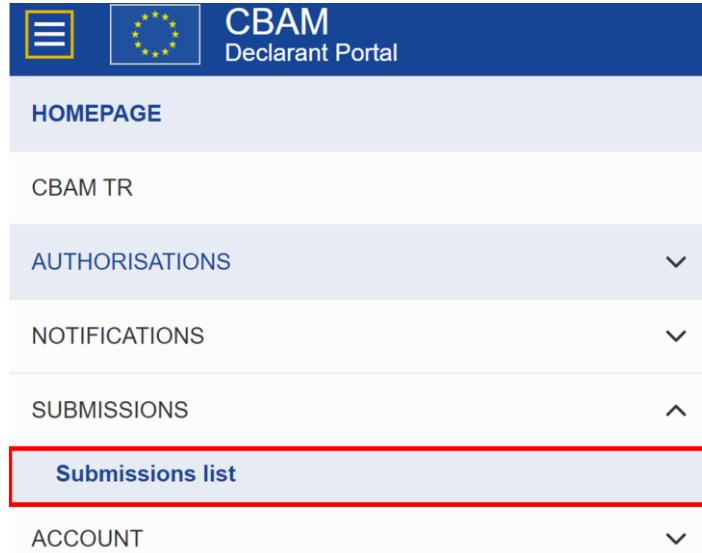 CBAM
Declarant Portal
HOMEPAGE
CBAM TR
AUTHORISATIONS
NOTIFICATIONS
SUBMISSIONS
Submissions list
ACCOUNT